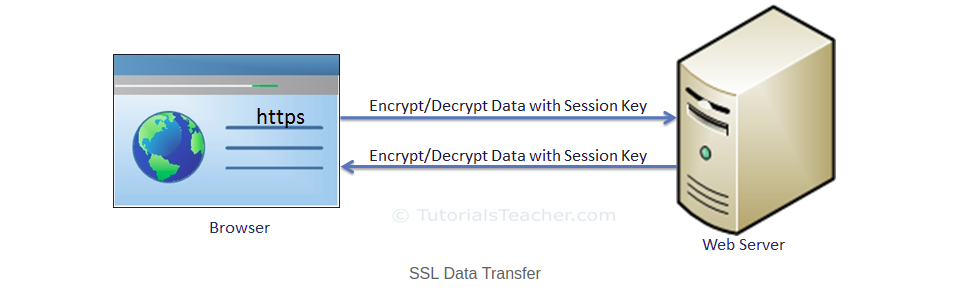 https
Encrypt/Decrypt Data with Session Key
Encrypt/Decrypt Data with Session Key
© TutorialsTeacher.com
Browser
Web Server
SSL Data Transfer